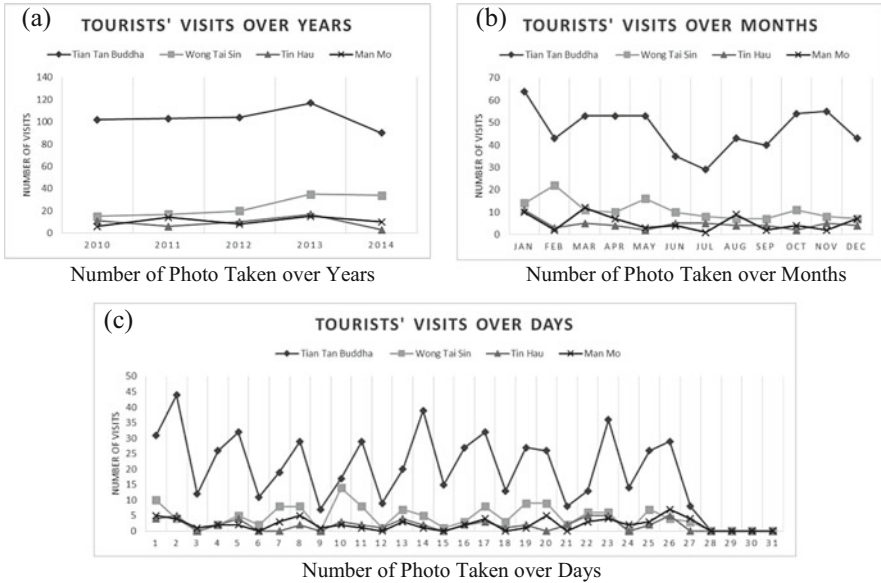 (a)
TOURISTS' VISITS OVER YEARS
Tian Tan Buddha Wong Tai Sin Tin Hau Man Mo
NUMBER OF VISITS
140
120
100
80
60
40
20
0
2010 2011 2012 2013 2014
Number of Photo Taken over Years
(b)
TOURISTS' VISITS OVER MONTHS
Tian Tan Buddha Wong Tai Sin Tin Hau Man Mo
NUMBER OF VISITS
70
60
50
40
30
20
10
0
JAN FEB MAR APR MAY JUN JUL AUG SEP OCT NOV DEC
Number of Photo Taken over Months
(c)
TOURISTS' VISITS OVER DAYS
Tian Tan Buddha Wong Tai Sin Tin Hau Man Mo
NUMBER OF VISITS
50
45
40
35
30
25
20
15
10
5
0
1 2 3 4 5 6 7 8 9 10 11 12 13 14 15 16 17 18 19 20 21 22 23 24 25 26 27 28 29 30 31
Number of Photo Taken over Days